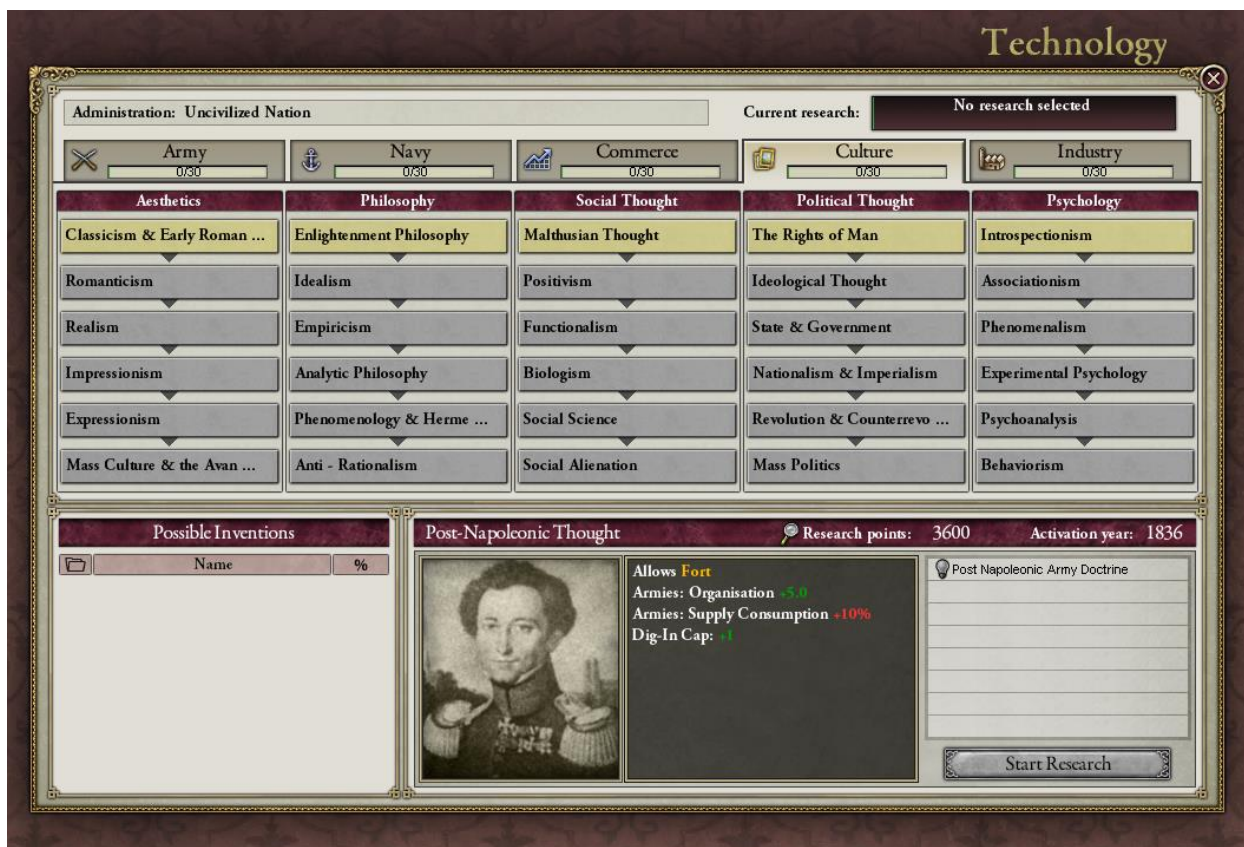 Technology
Administration: Uncivilized Nation
Current research:
No research selected
Army
0/30
Navy
0/30
Commerce
0/30
Culture
0/30
Industry
0/30
Aesthetics
Philosophy
Social Thought
Political Thought
Psychology
Classicism & Early Roman ...
Enlightenment Philosophy
Malthusian Thought
The Rights of Man
Introspectionism
Romanticism
Idealism
Positivism
Ideological Thought
Associationism
Realism
Empiricism
Functionalism
State & Government
Phenomenalism
Impressionism
Analytic Philosophy
Biologism
Nationalism & Imperialism
Experimental Psychology
Expressionism
Phenomenology & Herme ...
Social Science
Revolution & Counterrevo ...
Psychoanalysis
Mass Culture & the Avan ...
Anti - Rationalism
Social Alienation
Mass Politics
Behaviorism
Possible Inventions
Name
%
Post-Napoleonic Thought
Research points: 3600
Activation year: 1836
Allows Fort
Armies: Organisation +5.0
Armies: Supply Consumption +10%
Dig-In Cap: +1
Post Napoleonic Army Doctrine
Start Research